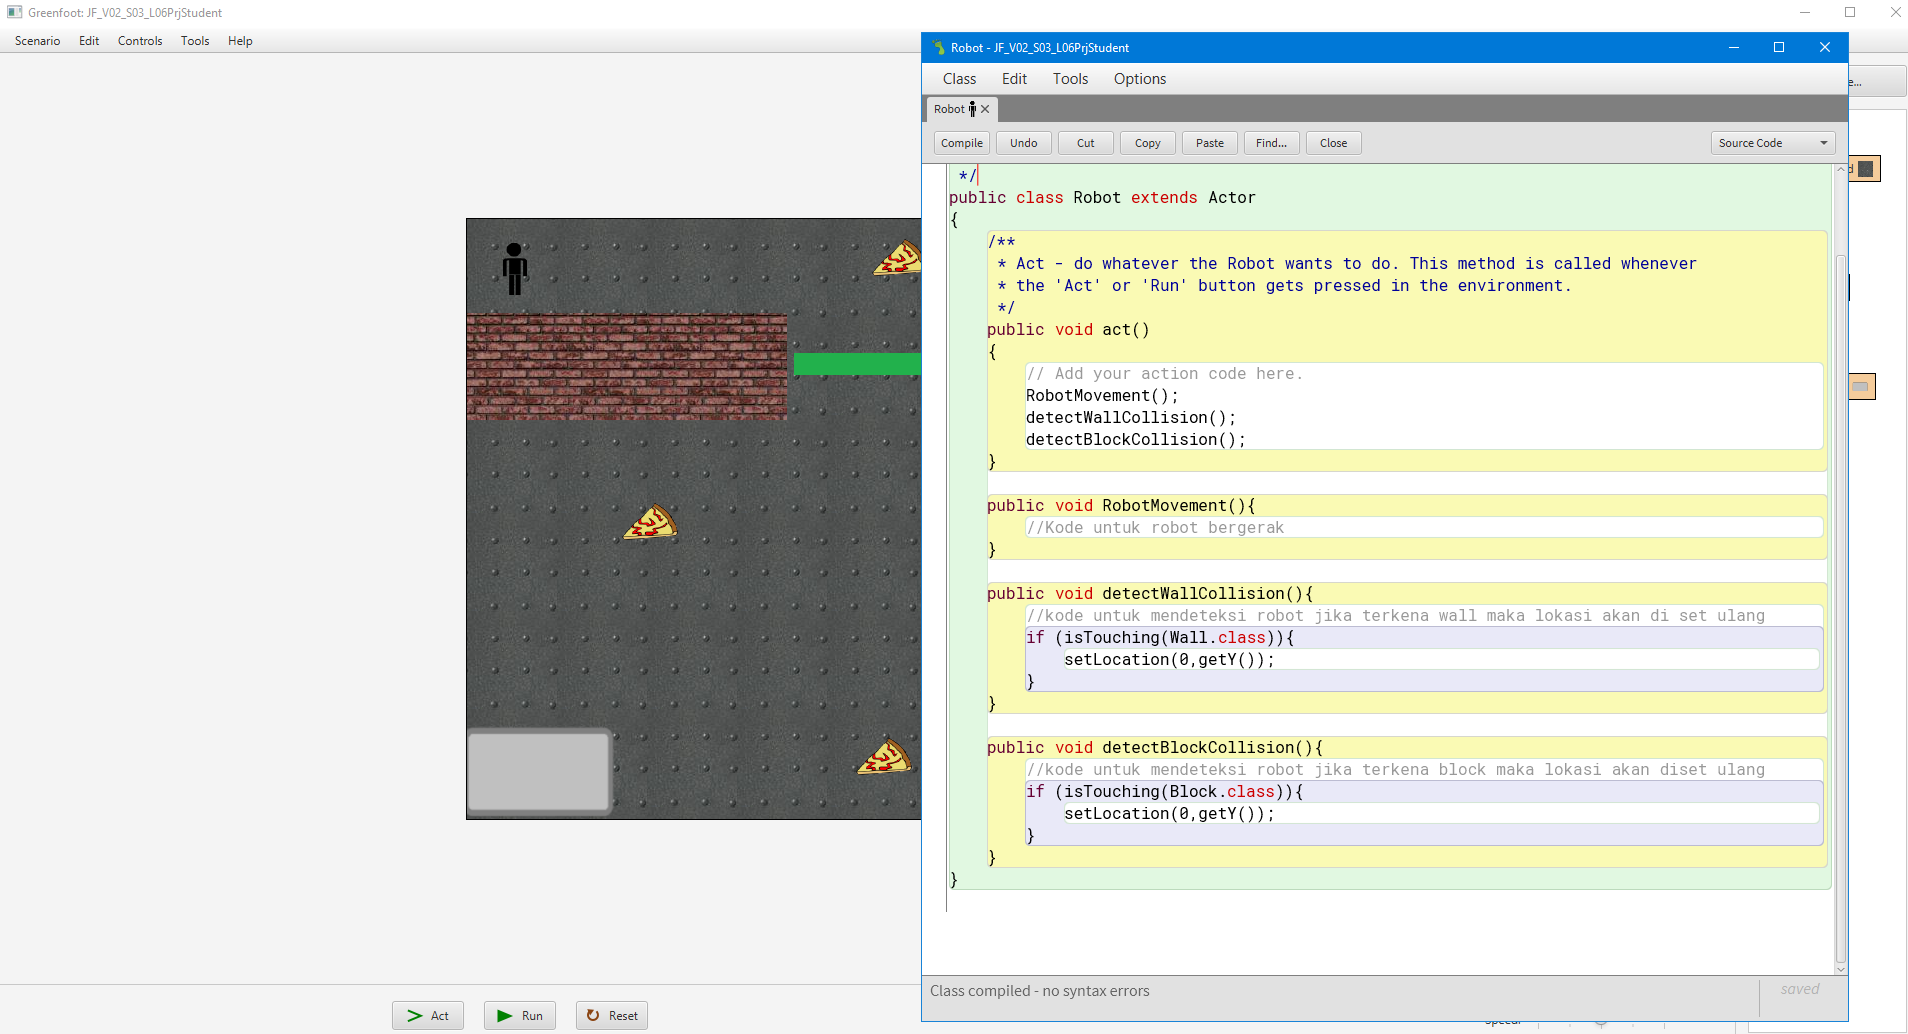 Greenfoot: JF_V02_S03_L06PrjStudent
Scenario Edit Controls Tools Help
Robot - JF_V02_S03_L06PrjStudent
Class Edit Tools Options
Robot
Compile Undo Cut Copy Paste Find... Close Source Code
*/
public class Robot extends Actor
{
/**
* Act - do whatever the Robot wants to do. This method is called whenever
* the 'Act' or 'Run' button gets pressed in the environment.
*/
public void act()
{
// Add your action code here.
RobotMovement();
detectWallCollision();
detectBlockCollision();
}
public void RobotMovement(){
//Kode untuk robot bergerak
}
public void detectWallCollision(){
//kode untuk mendeteksi robot jika terkena wall maka lokasi akan di set ulang
if (isTouching(Wall.class)){
setLocation(0,getY());
}
}
public void detectBlockCollision(){
//kode untuk mendeteksi robot jika terkena block maka lokasi akan diset ulang
if (isTouching(Block.class)){
setLocation(0,getY());
}
}
}
Class compiled - no syntax errors
saved
Act Run Reset